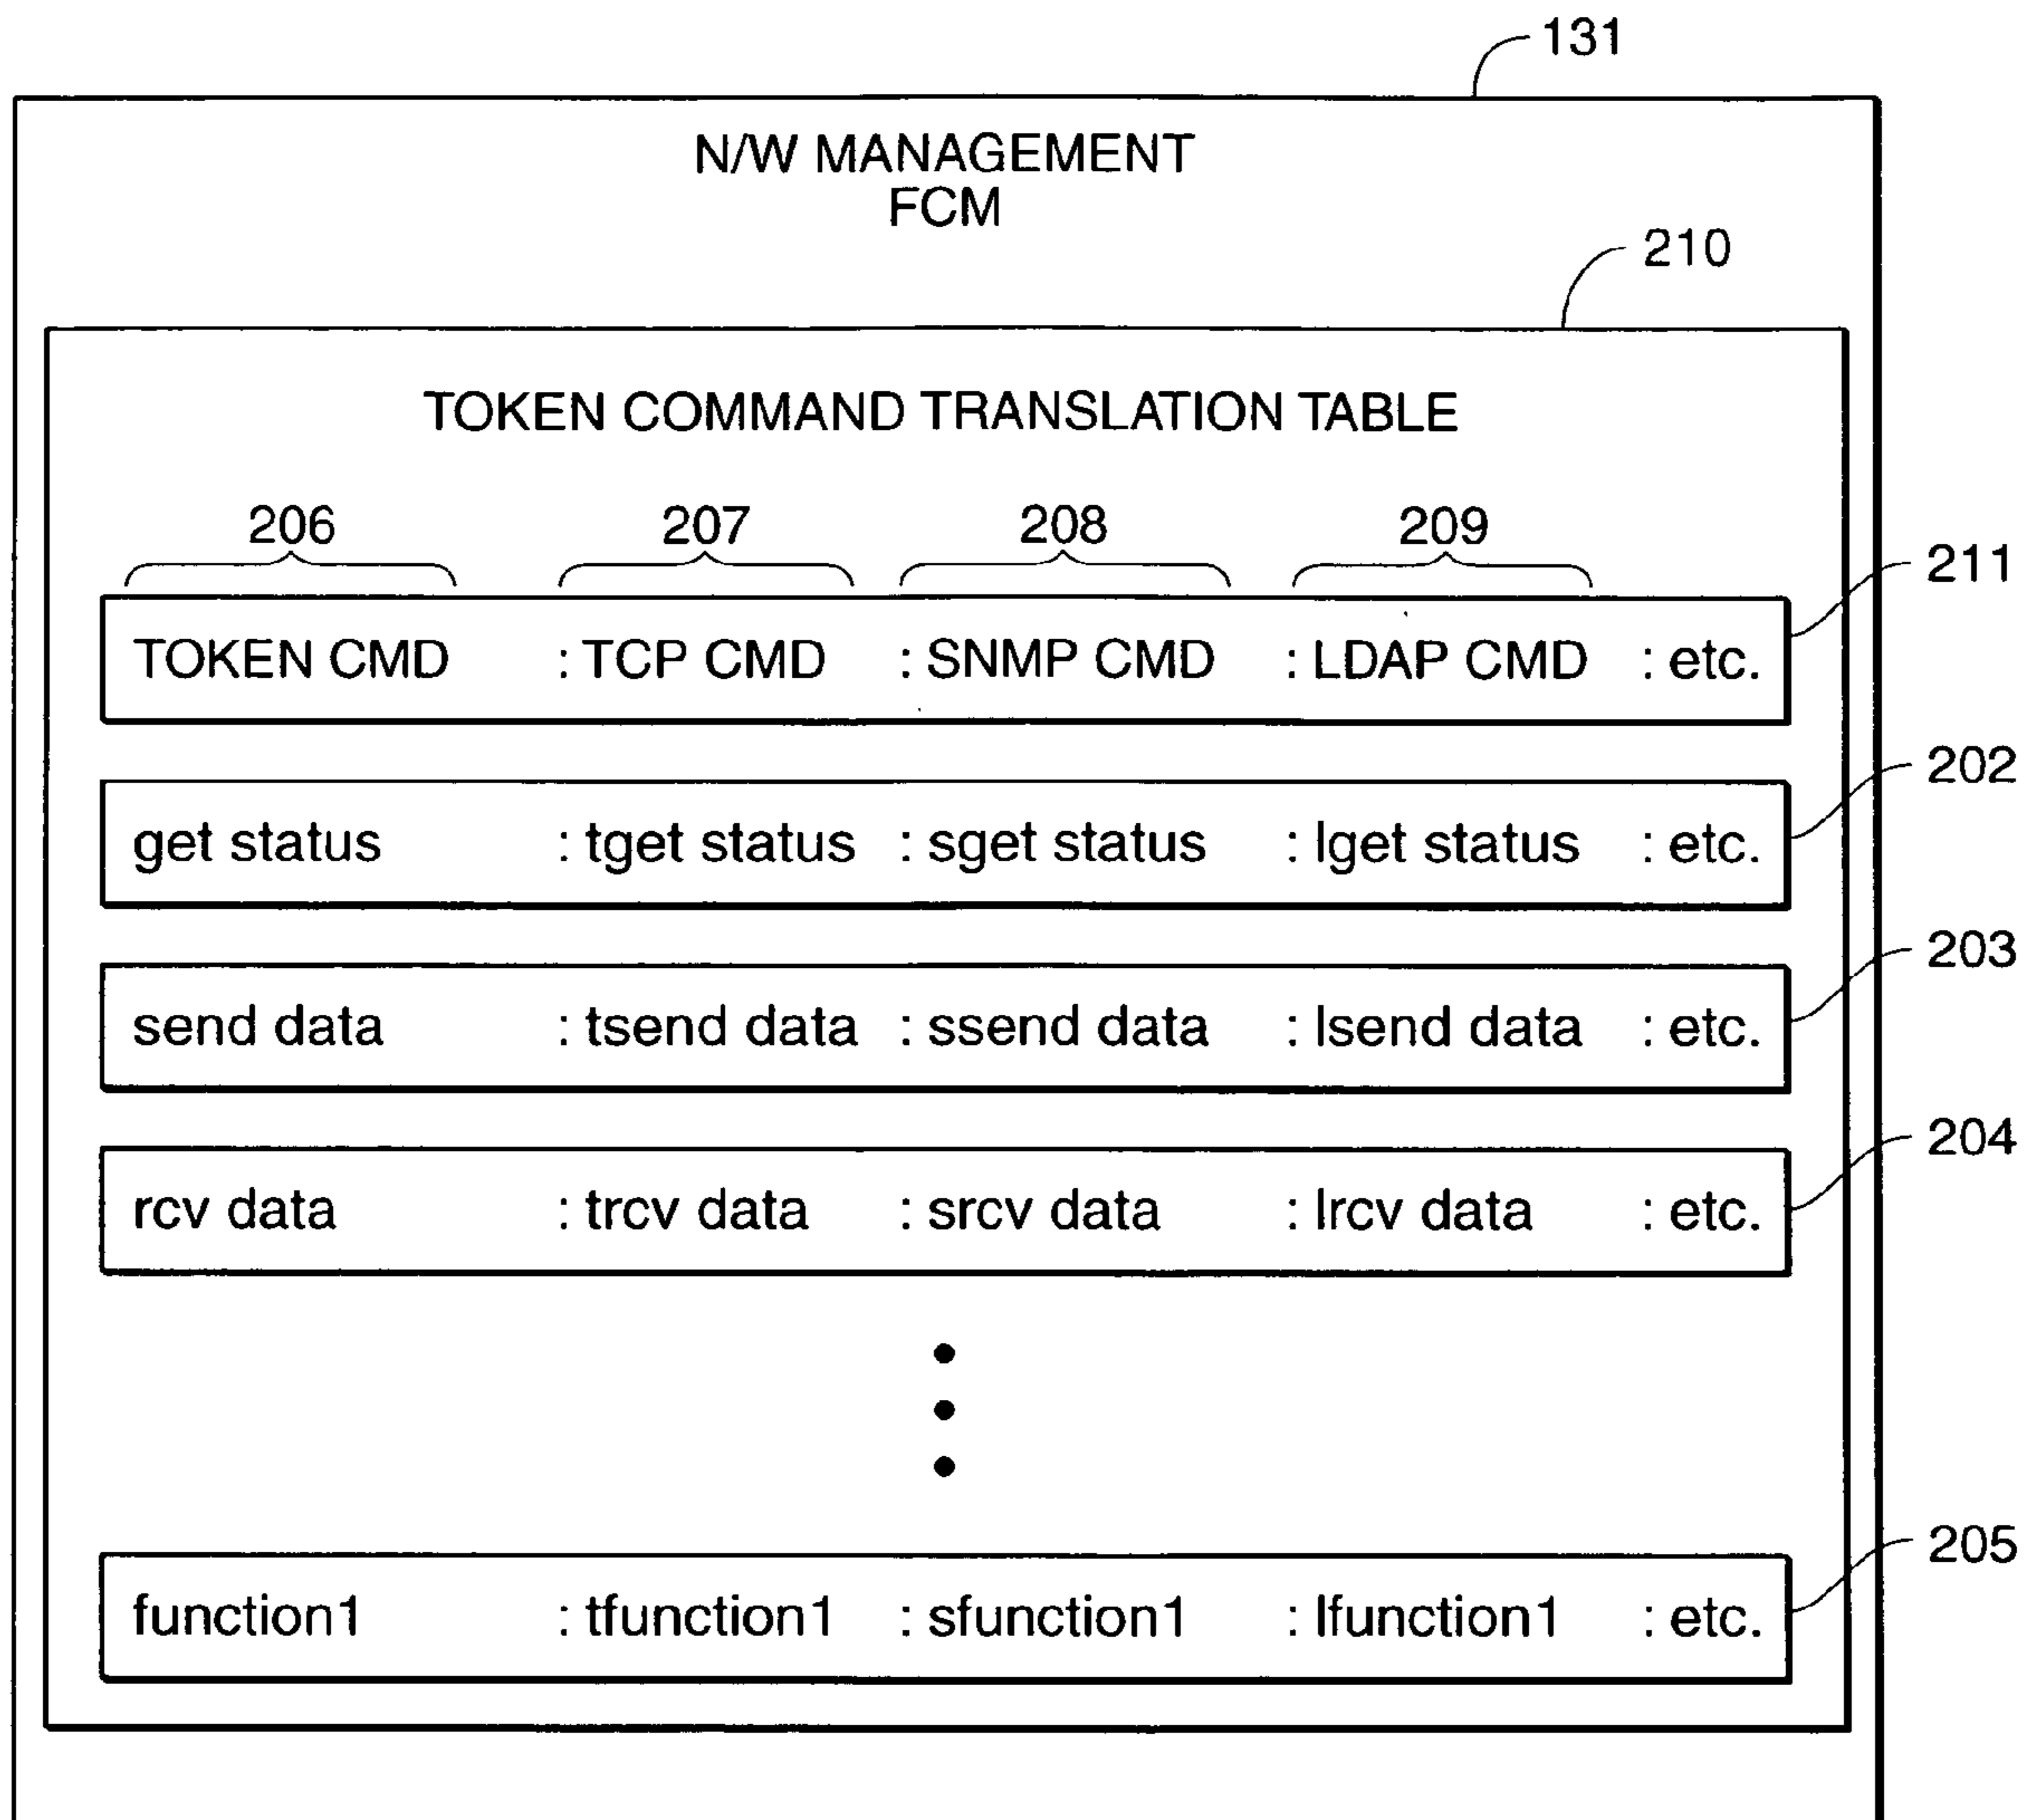 131
N/W MANAGEMENT
FCM
210
TOKEN COMMAND TRANSLATION TABLE
206 207 208 209
211
TOKEN CMD : TCP CMD : SNMP CMD : LDAP CMD : etc.
202
get status : tget status : sget status : lget status : etc.
203
send data : tsend data : ssend data : lsend data : etc.
204
rcv data : trcv data : srcv data : lrcv data : etc.
205
function1 : tfunction1 : sfunction1 : lfunction1 : etc.